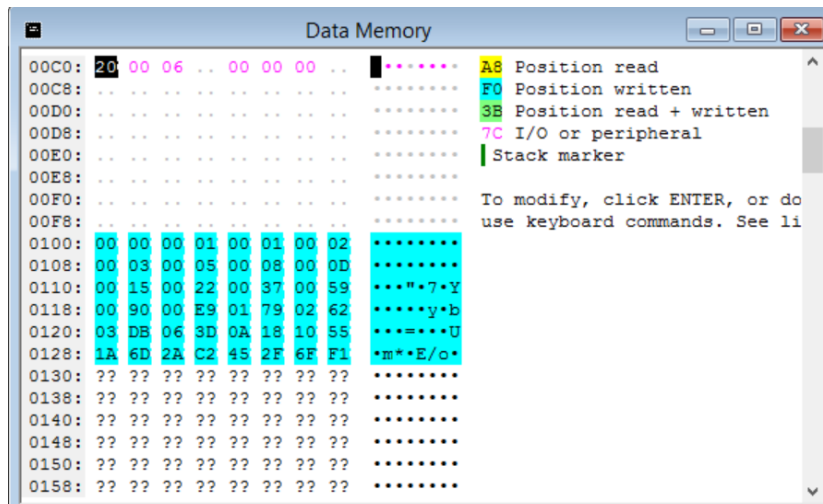 Data Memory
00C0: 20 00 06 .. 00 00 00 .. •••••••• A8 Position read
00C8: .. .. .. .. .. .. .. .. •••••••• F0 Position written
00D0: .. .. .. .. .. .. .. .. •••••••• 3B Position read + written
00D8: .. .. .. .. .. .. .. .. •••••••• 7C I/O or peripheral
00E0: .. .. .. .. .. .. .. .. •••••••• Stack marker
00E8: .. .. .. .. .. .. .. .. ••••••••
00F0: .. .. .. .. .. .. .. .. •••••••• To modify, click ENTER, or do
00F8: .. .. .. .. .. .. .. .. •••••••• use keyboard commands. See li
0100: 00 00 00 01 00 01 00 02 ••••••••
0108: 00 03 00 05 00 08 00 0D ••••••••
0110: 00 15 00 22 00 37 00 59 •••"•7•Y
0118: 00 90 00 E9 01 79 02 62 •••••y•b
0120: 03 DB 06 3D 0A 18 10 55 •••=•••U
0128: 1A 6D 2A C2 45 2F 6F F1 •m*•E/o•
0130: ?? ?? ?? ?? ?? ?? ?? ?? ••••••••
0138: ?? ?? ?? ?? ?? ?? ?? ?? ••••••••
0140: ?? ?? ?? ?? ?? ?? ?? ?? ••••••••
0148: ?? ?? ?? ?? ?? ?? ?? ?? ••••••••
0150: ?? ?? ?? ?? ?? ?? ?? ?? ••••••••
0158: ?? ?? ?? ?? ?? ?? ?? ?? ••••••••